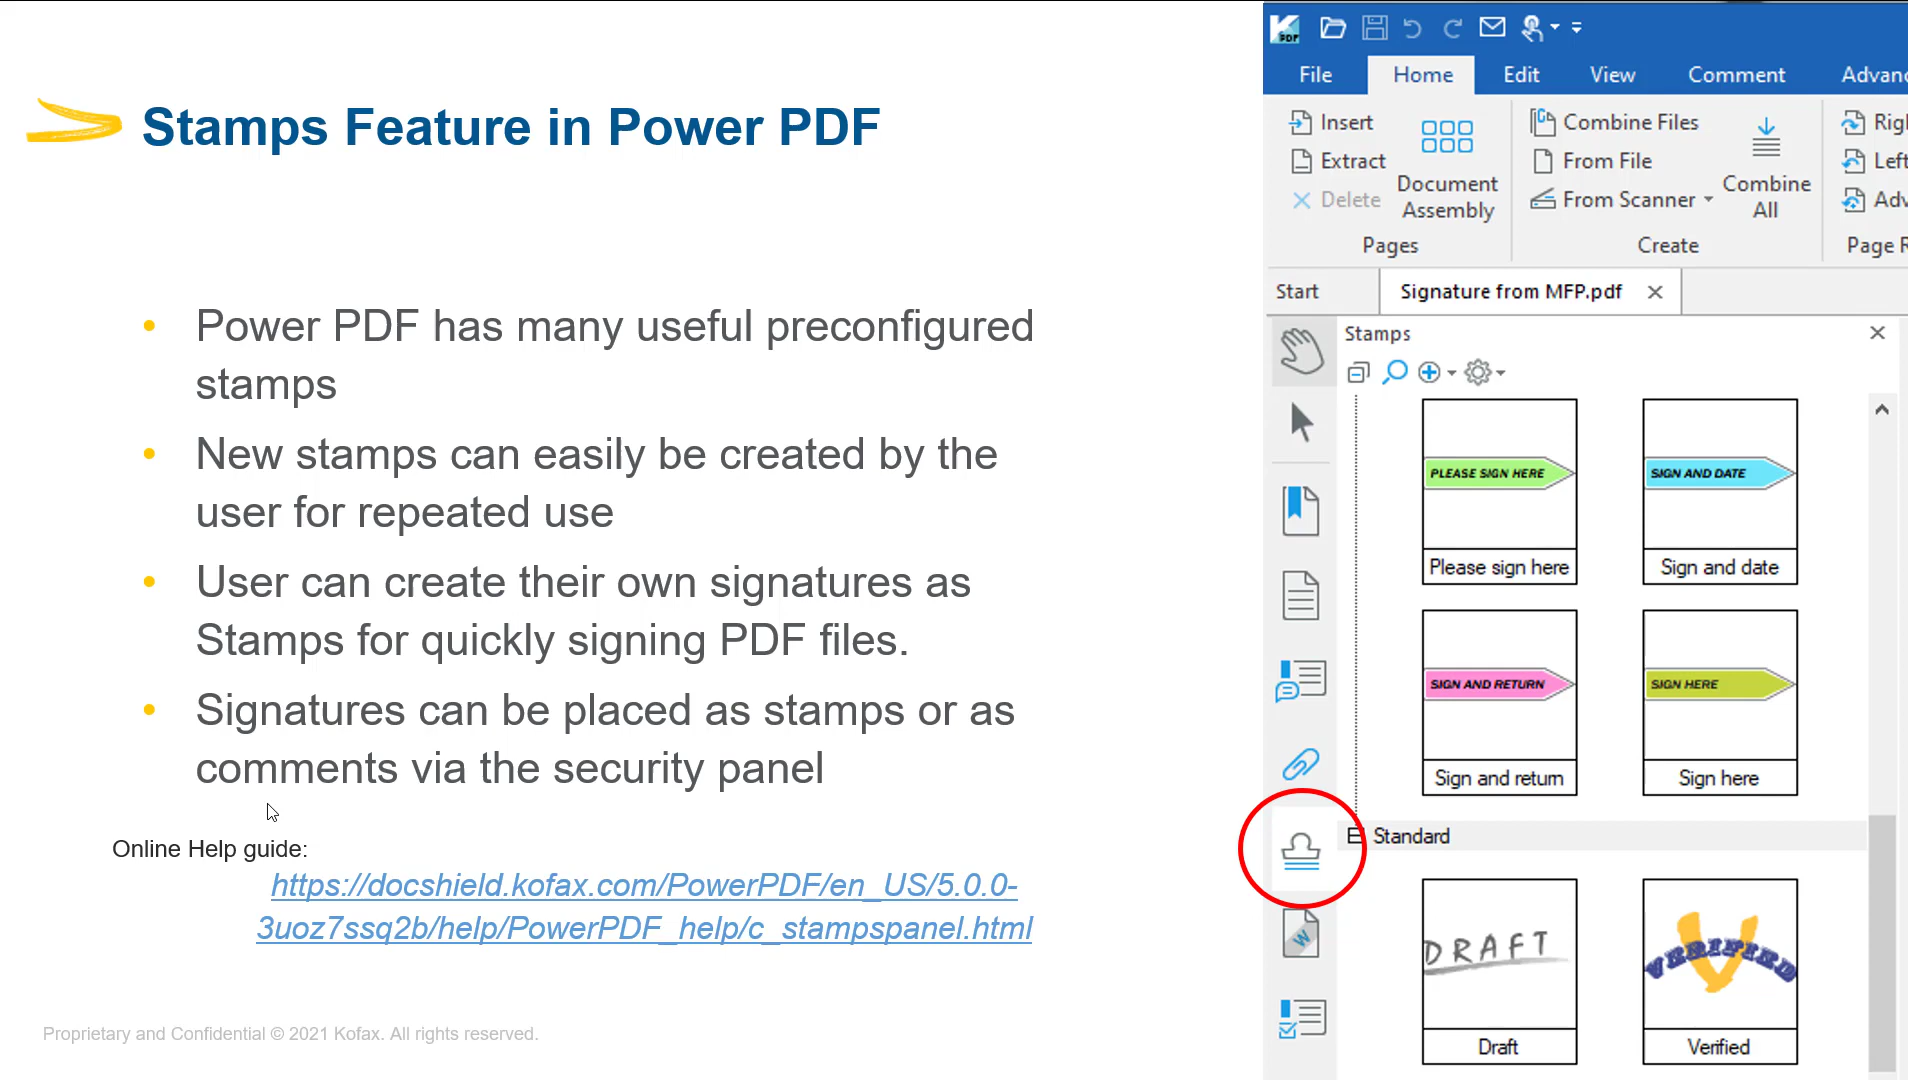 Stamps Feature in Power PDF
• Power PDF has many useful preconfigured
stamps
• New stamps can easily be created by the
user for repeated use
• User can create their own signatures as
Stamps for quickly signing PDF files.
• Signatures can be placed as stamps or as
comments via the security panel
Online Help guide:
https://docshield.kofax.com/PowerPDF/en_US/5.0.0-
3uoz7ssq2b/help/PowerPDF_help/c_stampspanel.html
Proprietary and Confidential © 2021 Kofax. All rights reserved.
PDF
File Home Edit View Comment Advanc
Insert
Extract
Delete
Document
Assembly
Pages
Combine Files
From File
From Scanner
Combine
All
Create
Righ
Left
Adv
Page R
Start Signature from MFP.pdf
Stamps
PLEASE SIGN HERE
Please sign here
SIGN AND DATE
Sign and date
SIGN AND RETURN
Sign and return
SIGN HERE
Sign here
Standard
DRAFT
Draft
VERIFIED
Verified
W